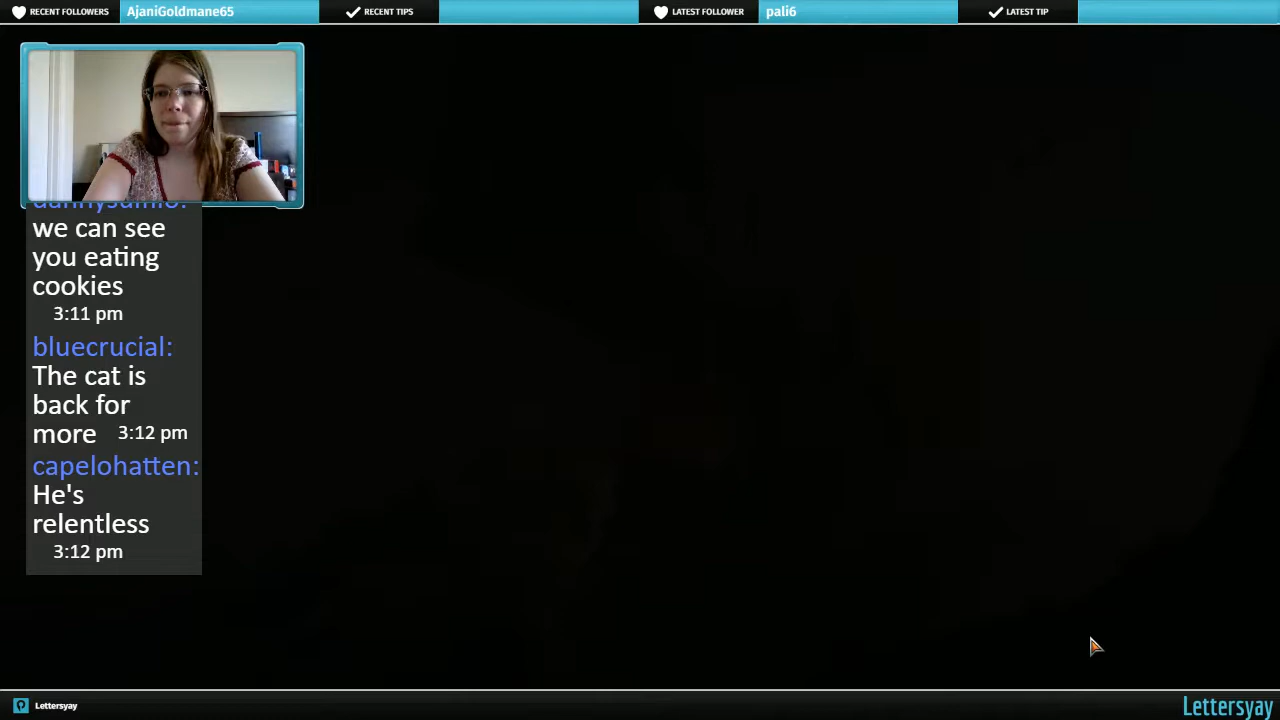 RECENT FOLLOWERS AjaniGoldmane65 RECENT TIPS LATEST FOLLOWER pali6 LATEST TIP
we can see
you eating
cookies
3:11 pm
bluecrucial:
The cat is
back for
more 3:12 pm
capelohatten:
He's
relentless
3:12 pm
Lettersyay Lettersyay